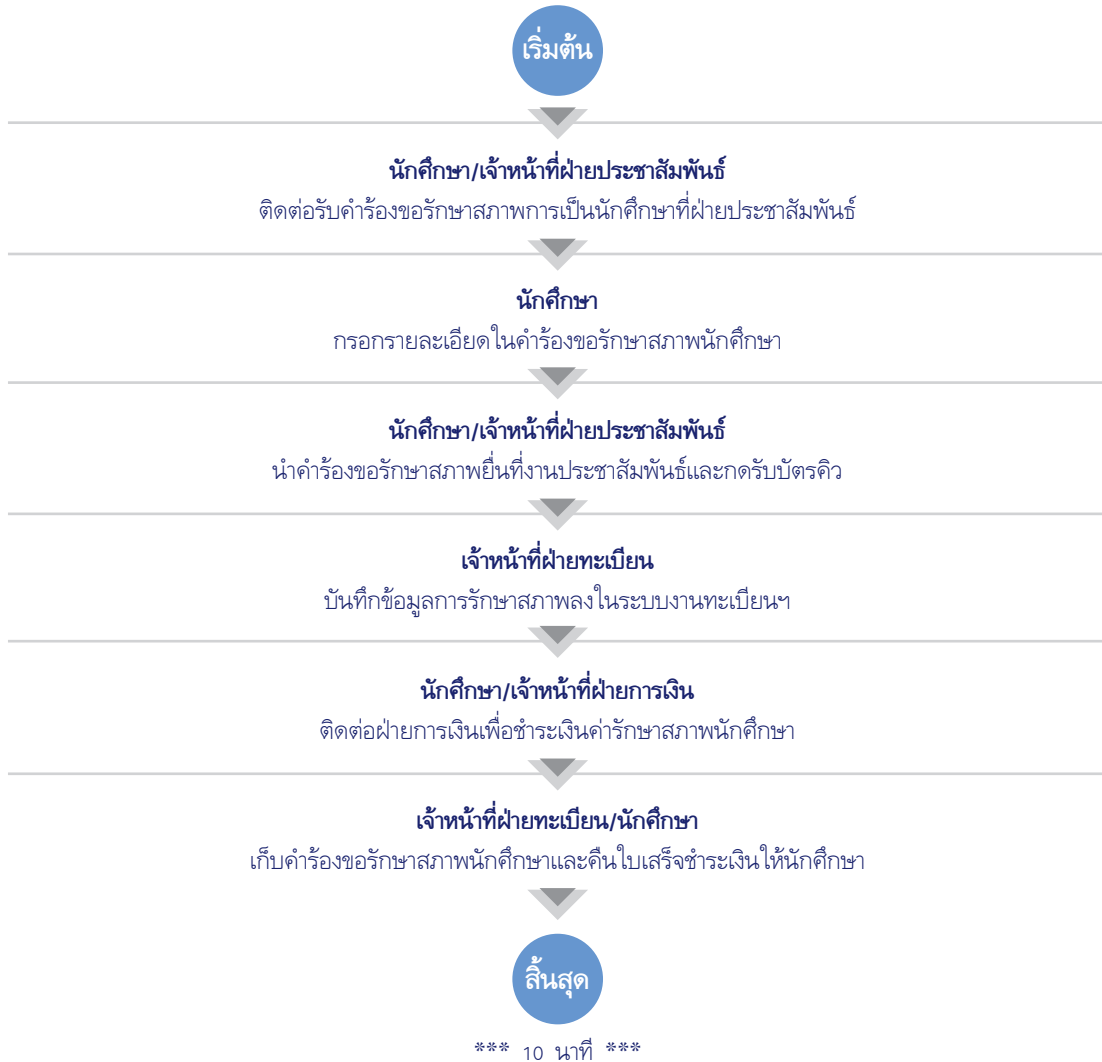 เริ่มต้น
นักศึกษา/เจ้าหน้าที่ฝ่ายประชาสัมพันธ์
ติดต่อรับคำร้องขอรักษาสภาพการเป็นนักศึกษาที่ฝ่ายประชาสัมพันธ์
นักศึกษา
กรอกรายละเอียดในคำร้องขอรักษาสภาพนักศึกษา
นักศึกษา/เจ้าหน้าที่ฝ่ายประชาสัมพันธ์
นำคำร้องขอรักษาสภาพยื่นที่งานประชาสัมพันธ์และกดรับบัตรคิว
เจ้าหน้าที่ฝ่ายทะเบียน
บันทึกข้อมูลการรักษาสภาพลงในระบบงานทะเบียนฯ
นักศึกษา/เจ้าหน้าที่ฝ่ายการเงิน
ติดต่อฝ่ายการเงินเพื่อชำระเงินค่ารักษาสภาพนักศึกษา
เจ้าหน้าที่ฝ่ายทะเบียน/นักศึกษา
เก็บคำร้องขอรักษาสภาพนักศึกษาและคืนใบเสร็จชำระเงินให้นักศึกษา
สิ้นสุด
*** 10 นาที ***